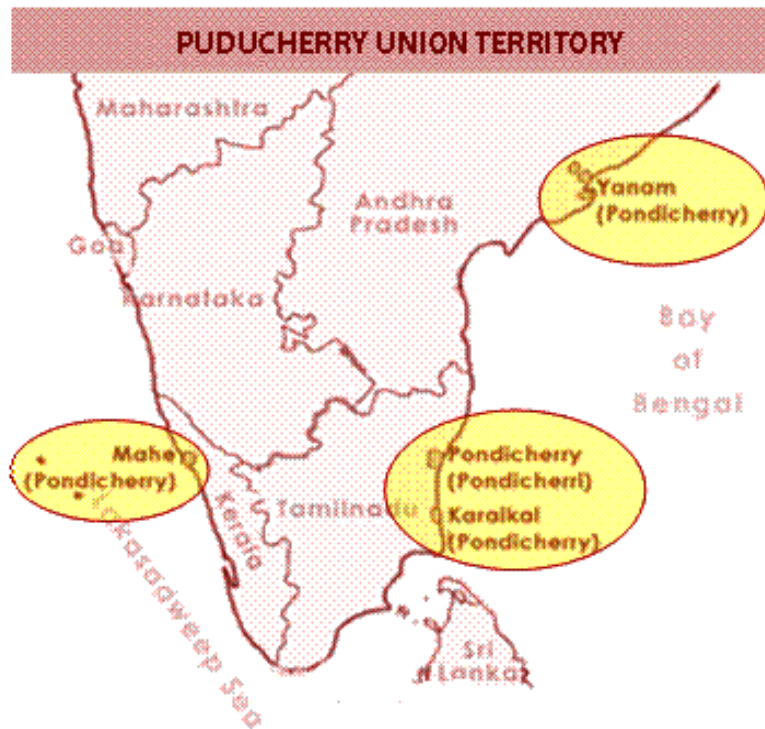 PUDUCHERRY UNION TERRITORY
Maharashtra
Andhra
Pradesh
Yanam
(Pondicherry)
Goa
Karnataka
Bay
of
Bengal
Mahe
(Pondicherry)
Pondicherry
(Pondicherri)
Karaikal
(Pondicherry)
Tamilnadu
Kerala
Lakasadweep Sea
Sri
Lanka